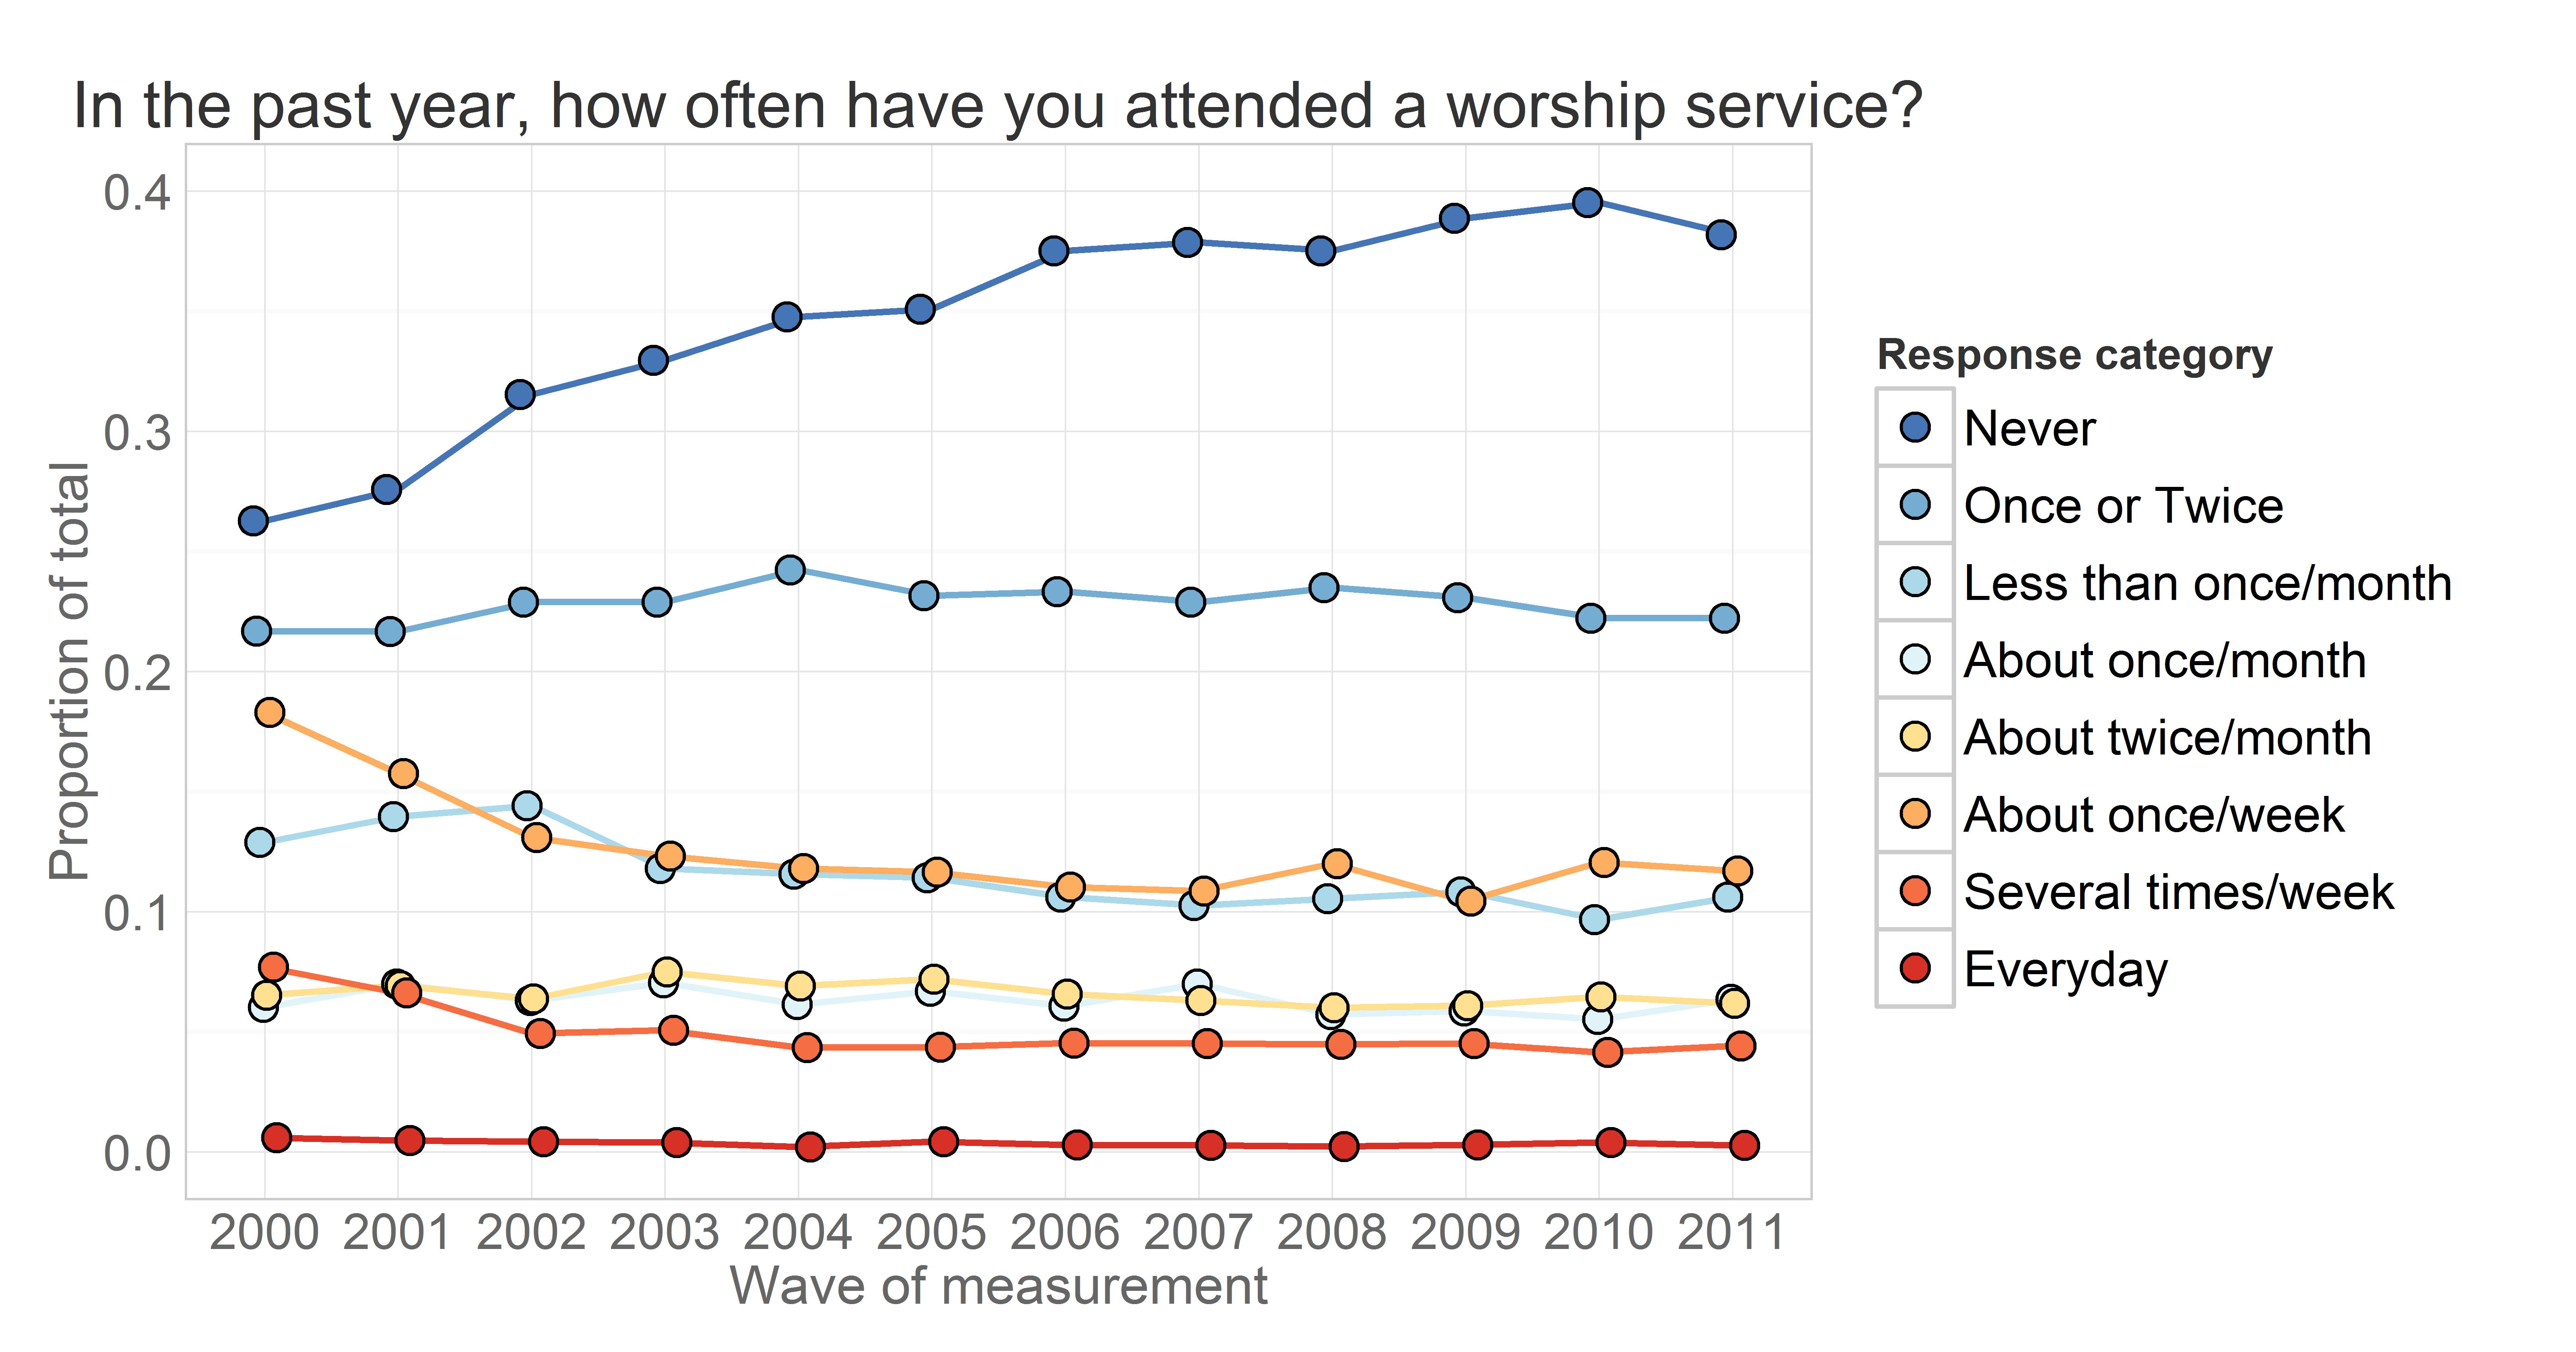 In the past year, how often have you attended a worship service?
0.4
0.3
0.2
0.1
0.0
Proportion of total
2000 2001 2002 2003 2004 2005 2006 2007 2008 2009 2010 2011
Wave of measurement
Response category
Never
Once or Twice
Less than once/month
About once/month
About twice/month
About once/week
Several times/week
Everyday